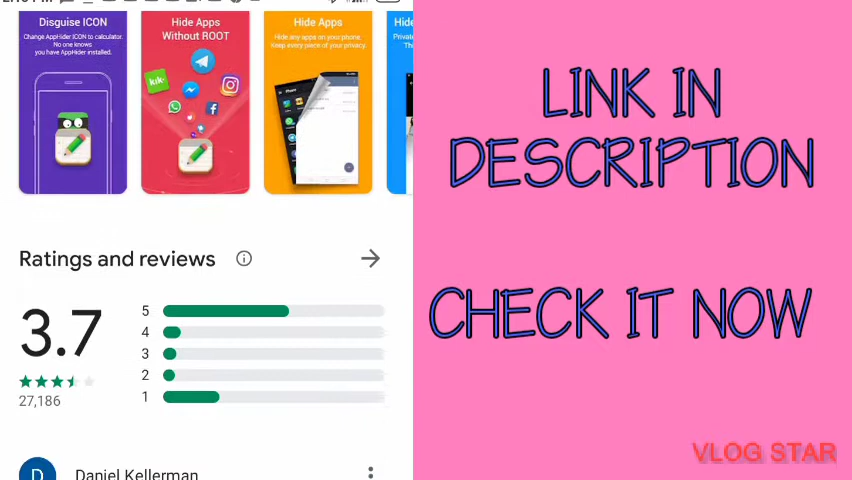 Disguise ICON
Change AppHider ICON to calculator.
No one knows
you have AppHider installed.
Hide Apps
Without ROOT
kik
Hide Apps
Hide any apps on your phone.
Keep every piece of your privacy.
Hid
Ratings and reviews
3.7
5
4
3
2
1
27,186
D
Daniel Kellerman
LINK IN
DESCRIPTION
CHECK IT NOW
VLOG STAR